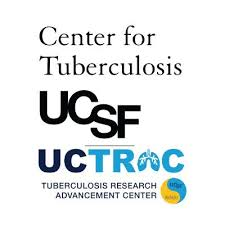 Center for
Tuberculosis
UCSF
UCTRAC
TUBERCULOSIS RESEARCH
ADVANCEMENT CENTER